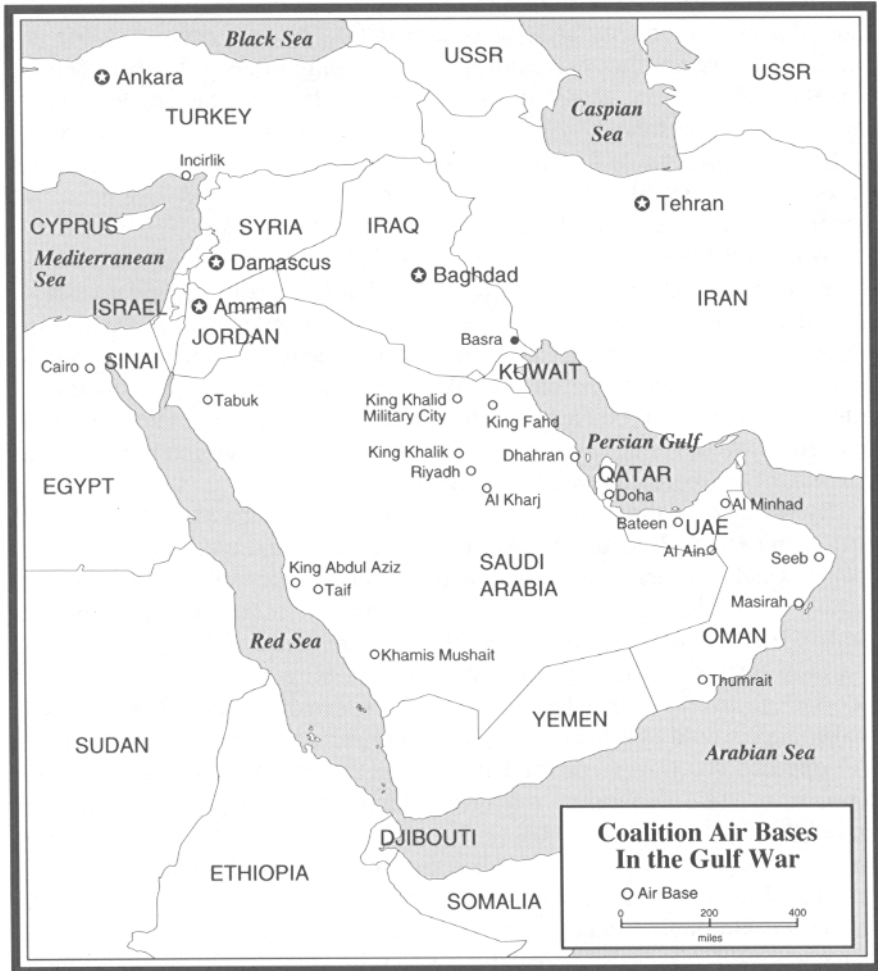 Black Sea
USSR
USSR
Ankara
Caspian
Sea
TURKEY
Incirlik
Tehran
CYPRUS
SYRIA
IRAQ
Mediterranean
Sea
Damascus
Baghdad
IRAN
ISRAEL
Amman
JORDAN
Basra
Cairo
SINAI
KUWAIT
Tabuk
King Khalid
Military City
King Fahd
Persian Gulf
King Khalik
Dhahran
Riyadh
QATAR
EGYPT
Al Kharj
Doha
Al Minhad
Bateen
UAE
Al Ain
Seeb
SAUDI
ARABIA
King Abdul Aziz
Taif
Masirah
Red Sea
OMAN
Khamis Mushait
Thumrait
YEMEN
SUDAN
Arabian Sea
DJIBOUTI
ETHIOPIA
SOMALIA
Coalition Air Bases
In the Gulf War
Air Base
0 200 400
miles